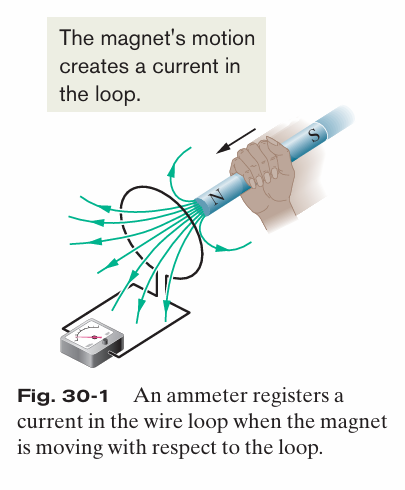 The magnet's motion
creates a current in
the loop.
S
N
Fig. 30-1 An ammeter registers a
current in the wire loop when the magnet
is moving with respect to the loop.